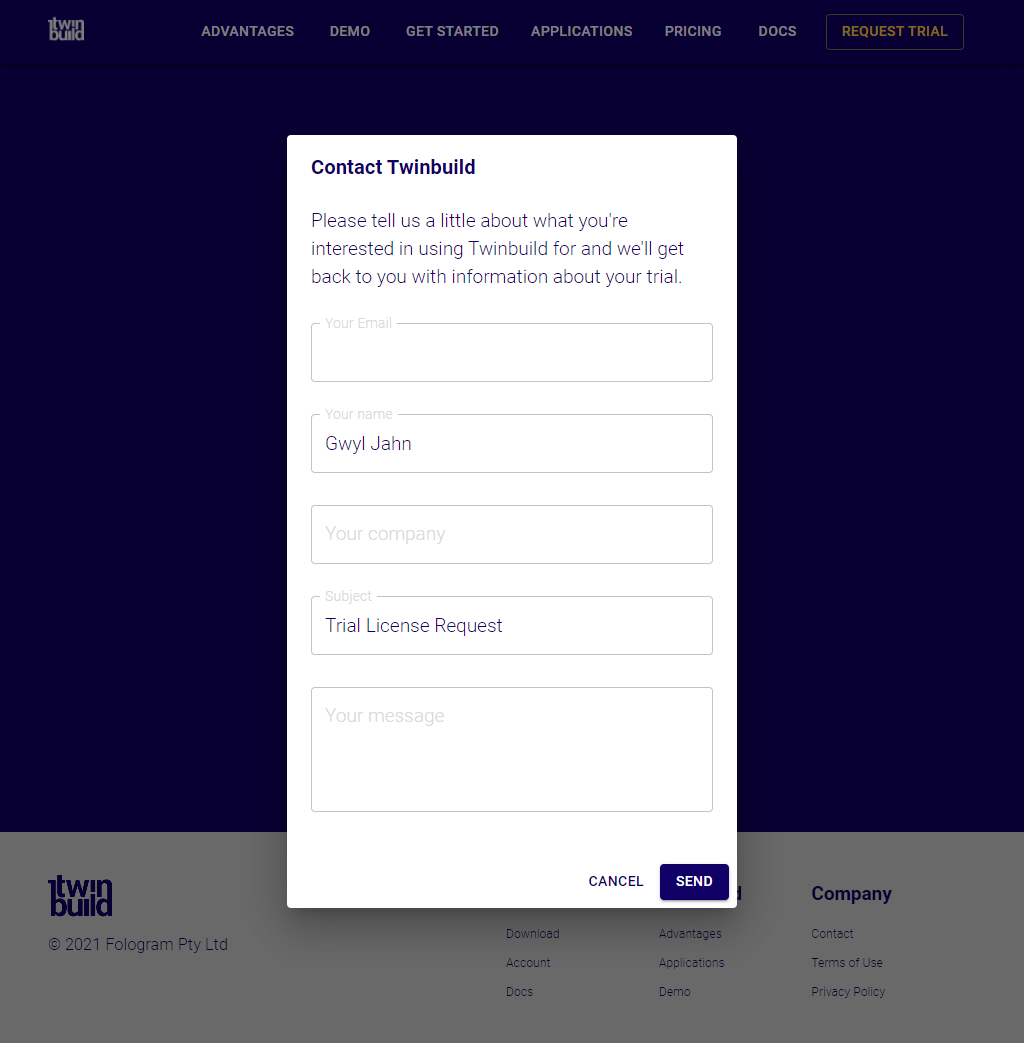 twin
build
ADVANTAGES DEMO GET STARTED APPLICATIONS PRICING DOCS REQUEST TRIAL
Contact Twinbuild
Please tell us a little about what you're
interested in using Twinbuild for and we'll get
back to you with information about your trial.
Your Email
Your name
Gwyl Jahn
Your company
Subject
Trial License Request
Your message
CANCEL SEND
twin
build
© 2021 Fologram Pty Ltd
Download
Account
Docs
Advantages
Applications
Demo
Company
Contact
Terms of Use
Privacy Policy